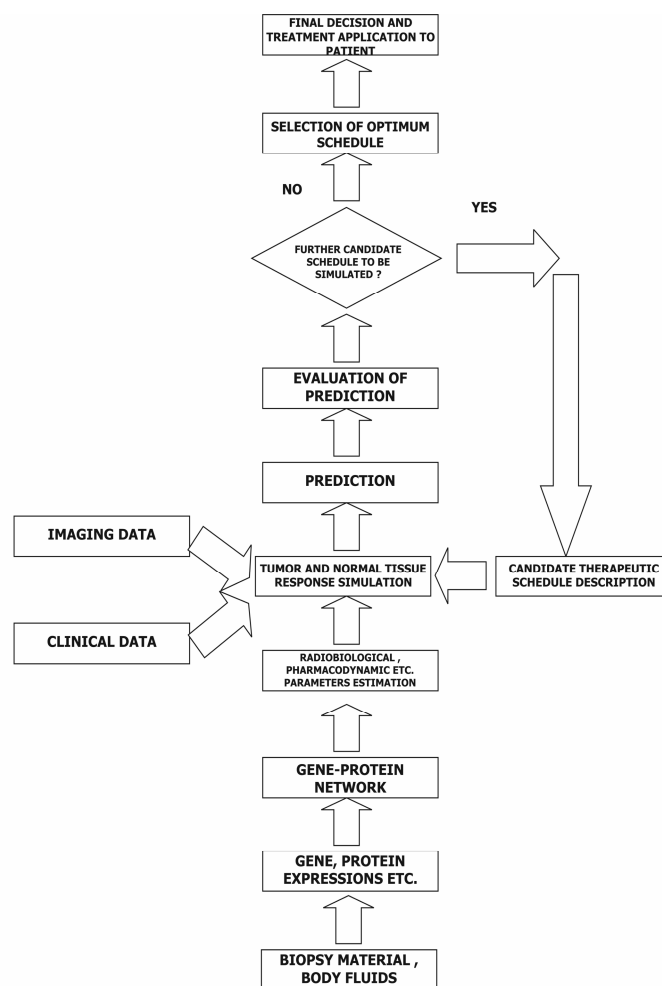 FINAL DECISION AND
TREATMENT APPLICATION TO
PATIENT
SELECTION OF OPTIMUM
SCHEDULE
NO
YES
FURTHER CANDIDATE
SCHEDULE TO BE
SIMULATED ?
EVALUATION OF
PREDICTION
PREDICTION
IMAGING DATA
TUMOR AND NORMAL TISSUE
RESPONSE SIMULATION
CANDIDATE THERAPEUTIC
SCHEDULE DESCRIPTION
CLINICAL DATA
RADIOBIOLOGICAL ,
PHARMACODYNAMIC ETC.
PARAMETERS ESTIMATION
GENE-PROTEIN
NETWORK
GENE, PROTEIN
EXPRESSIONS ETC.
BIOPSY MATERIAL ,
BODY FLUIDS